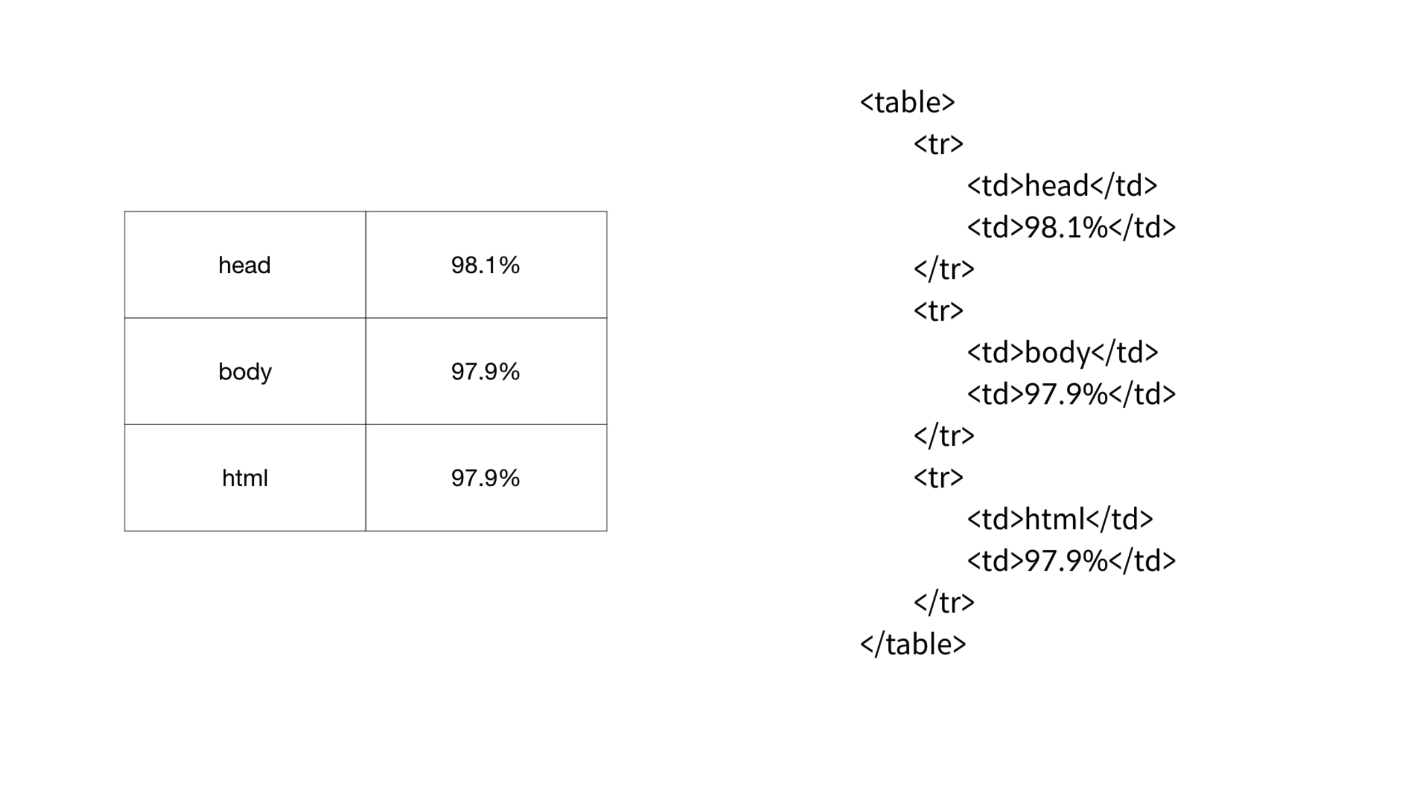 head 98.1%
body 97.9%
html 97.9%
<table>
<tr>
<td>head</td>
<td>98.1%</td>
</tr>
<tr>
<td>body</td>
<td>97.9%</td>
</tr>
<tr>
<td>html</td>
<td>97.9%</td>
</tr>
</table>